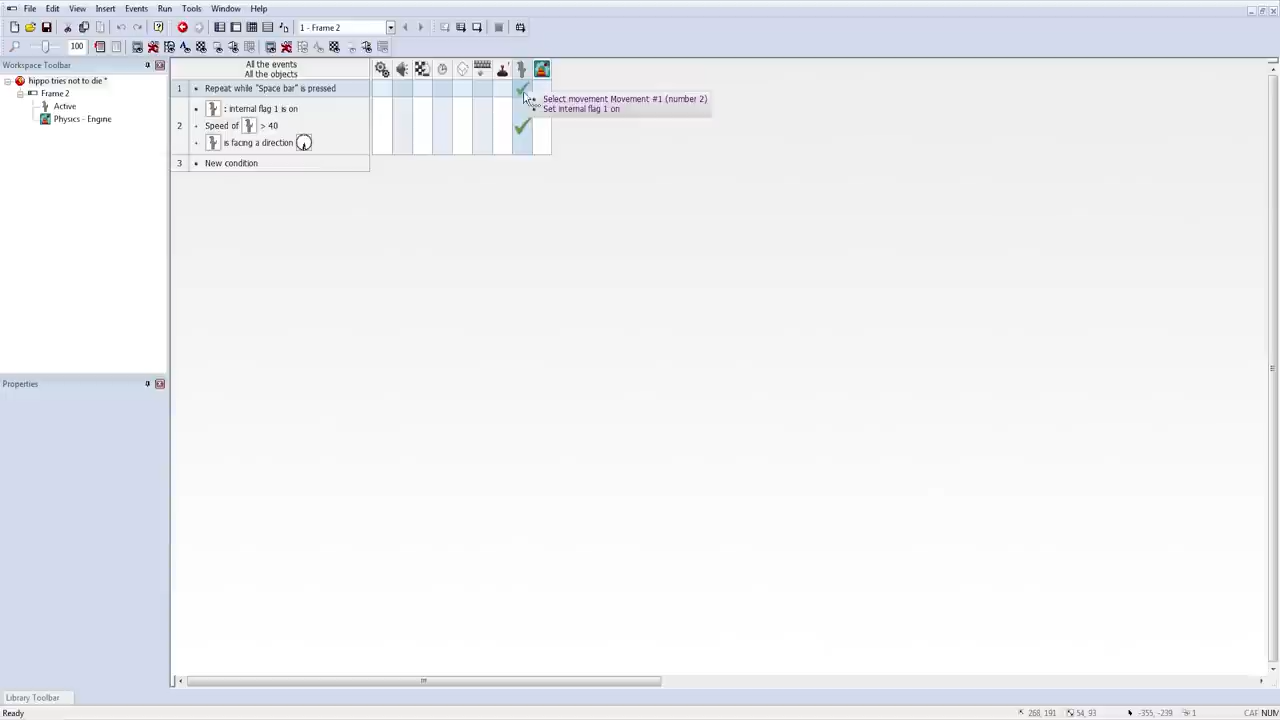 File Edit View Insert Events Run Tools Window Help
1 - Frame 2
100
Workspace Toolbar
hippo tries not to die *
Frame 2
Active
Physics - Engine
All the events
All the objects
1 Repeat while "Space bar" is pressed
Select movement Movement #1 (number 2)
Set internal flag 1 on
: internal flag 1 is on
2 Speed of > 40
is facing a direction
3 New condition
Properties
Library Toolbar
Ready
268, 191 54, 93 -355, -239 1 CAF NUM